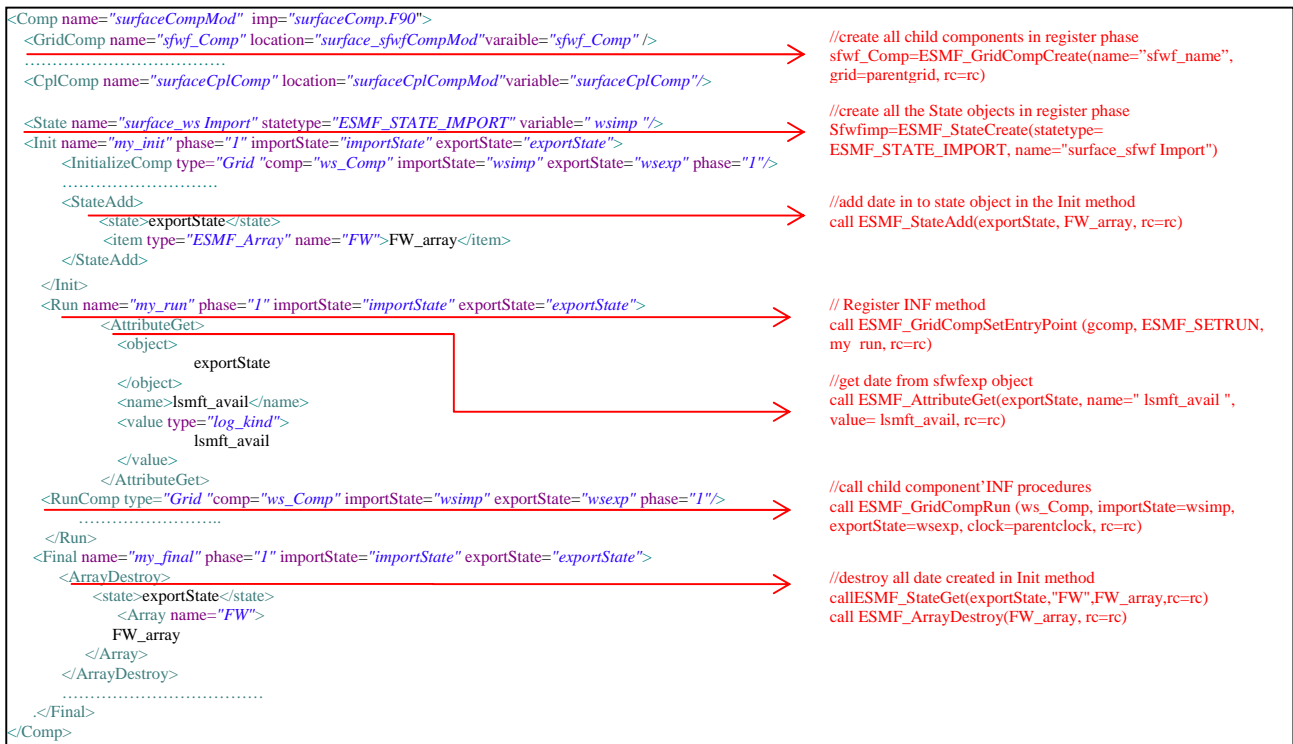 <Comp name="surfaceCompMod" imp="surfaceComp.F90">
<GridComp name="sfwf_Comp" location="surface_sfwfCompMod"varaible="sfwf_Comp" />
……………………………
<CplComp name="surfaceCplComp" location="surfaceCplCompMod"variable="surfaceCplComp"/>
<State name="surface_ws Import" statetype="ESMF_STATE_IMPORT" variable=" wsimp "/>
<Init name="my_init" phase="1" importState="importState" exportState="exportState">
<InitializeComp type="Grid "comp="ws_Comp" importState="wsimp" exportState="wsexp" phase="1"/>
……………………….
<StateAdd>
<state>exportState</state>
<item type="ESMF_Array" name="FW">FW_array</item>
</StateAdd>
</Init>
<Run name="my_run" phase="1" importState="importState" exportState="exportState">
<AttributeGet>
<object>
exportState
</object>
<name>lsmft_avail</name>
<value type="log_kind">
lsmft_avail
</value>
</AttributeGet>
<RunComp type="Grid "comp="ws_Comp" importState="wsimp" exportState="wsexp" phase="1"/>
……………………..
</Run>
<Final name="my_final" phase="1" importState="importState" exportState="exportState">
<ArrayDestroy>
<state>exportState</state>
<Array name="FW">
FW_array
</Array>
</ArrayDestroy>
………………………………
.</Final>
</Comp>
//create all child components in register phase
sfwf_Comp=ESMF_GridCompCreate(name=”sfwf_name”,
grid=parentgrid, rc=rc)
//create all the State objects in register phase
Sfwfimp=ESMF_StateCreate(statetype=
ESMF_STATE_IMPORT, name="surface_sfwf Import")
//add date in to state object in the Init method
call ESMF_StateAdd(exportState, FW_array, rc=rc)
// Register INF method
call ESMF_GridCompSetEntryPoint (gcomp, ESMF_SETRUN,
my_run, rc=rc)
//get date from sfwfexp object
call ESMF_AttributeGet(exportState, name=" lsmft_avail ",
value= lsmft_avail, rc=rc)
//call child component’INF procedures
call ESMF_GridCompRun (ws_Comp, importState=wsimp,
exportState=wsexp, clock=parentclock, rc=rc)
//destroy all date created in Init method
callESMF_StateGet(exportState,"FW",FW_array,rc=rc)
call ESMF_ArrayDestroy(FW_array, rc=rc)